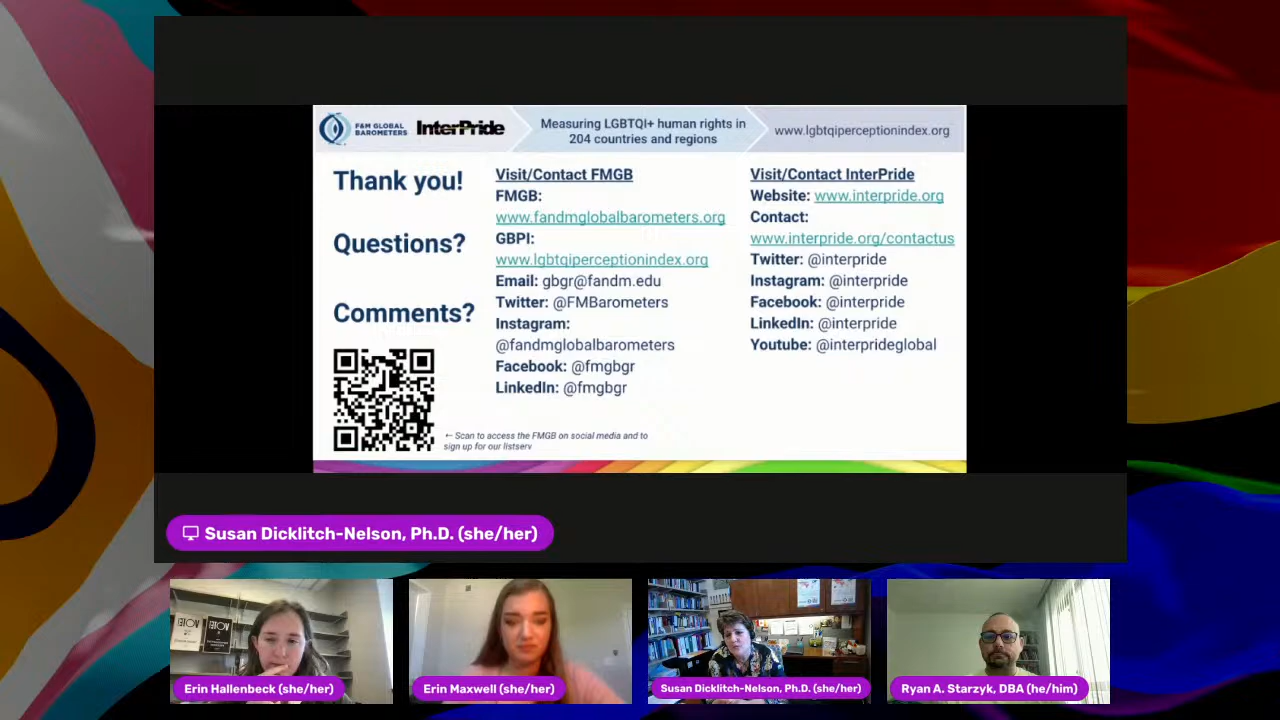 F&M GLOBAL
BAROMETERS
InterPride
Measuring LGBTQI+ human rights in
204 countries and regions
www.lgbtqiperceptionindex.org
Thank you!
Questions?
Comments?
← Scan to access the FMGB on social media and to
sign up for our listserv
Visit/Contact FMGB
FMGB:
www.fandmglobalbarometers.org
GBPI:
www.lgbtqiperceptionindex.org
Email: gbgr@fandm.edu
Twitter: @FMBarometers
Instagram:
@fandmglobalbarometers
Facebook: @fmgbgr
LinkedIn: @fmgbgr
Visit/Contact InterPride
Website: www.interpride.org
Contact:
www.interpride.org/contactus
Twitter: @interpride
Instagram: @interpride
Facebook: @interpride
LinkedIn: @interpride
Youtube: @interprideglobal
Susan Dicklitch-Nelson, Ph.D. (she/her)
Erin Hallenbeck (she/her)
Erin Maxwell (she/her)
Susan Dicklitch-Nelson, Ph.D. (she/her)
Ryan A. Starzyk, DBA (he/him)